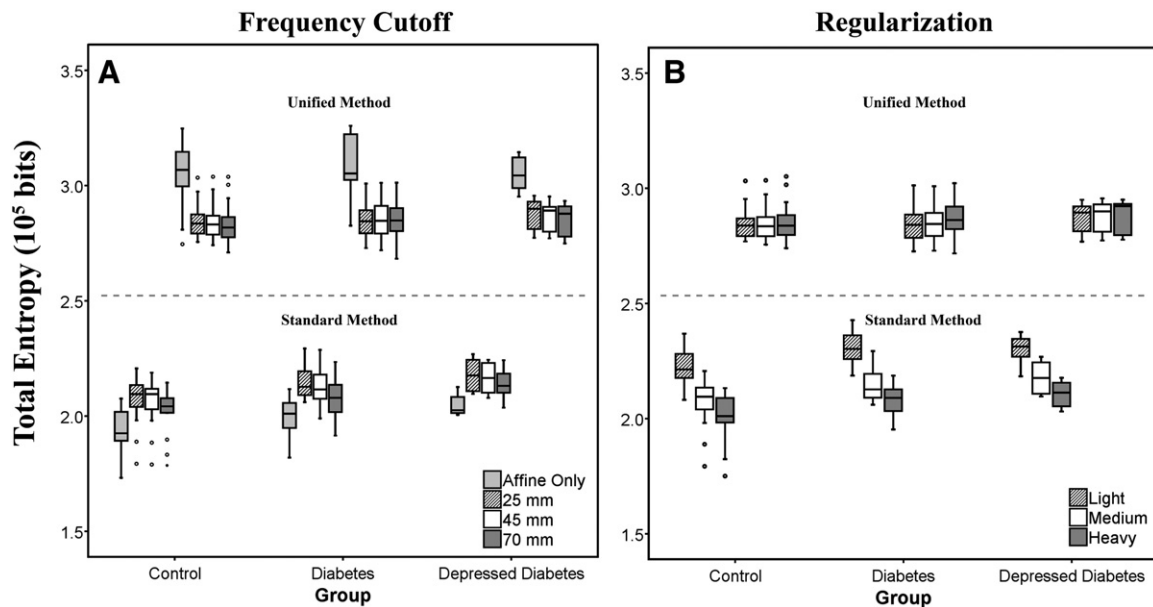 Frequency Cutoff
Regularization
Total Entropy (10⁵ bits)
A
3.5
3.0
2.5
2.0
1.5
Unified Method
Standard Method
Affine Only
25 mm
45 mm
70 mm
Control
Diabetes
Depressed Diabetes
Group
B
3.5
3.0
2.5
2.0
1.5
Unified Method
Standard Method
Light
Medium
Heavy
Control
Diabetes
Depressed Diabetes
Group